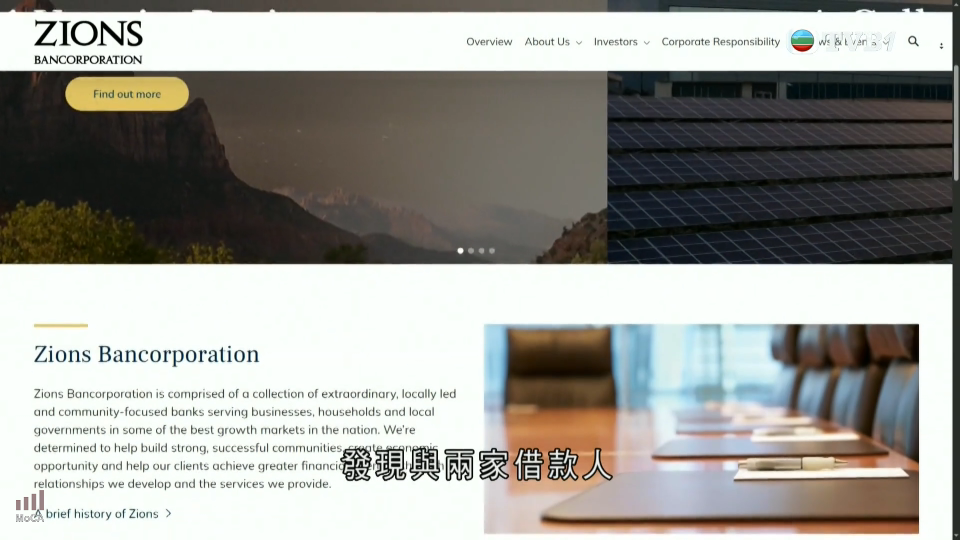 ZIONS
BANCORPORATION
Overview
About Us
Investors
Corporate Responsibility
Find out more
Zions Bancorporation
Zions Bancorporation is comprised of a collection of extraordinary, locally led
and community-focused banks serving businesses, households and local
governments in some of the best growth markets in the nation. We're
determined to help build strong, successful communities, create economic
opportunity and help our clients achieve greater
relationships we develop and the services we provide.
A brief history of Zions
發現與兩家借款人
MoCA